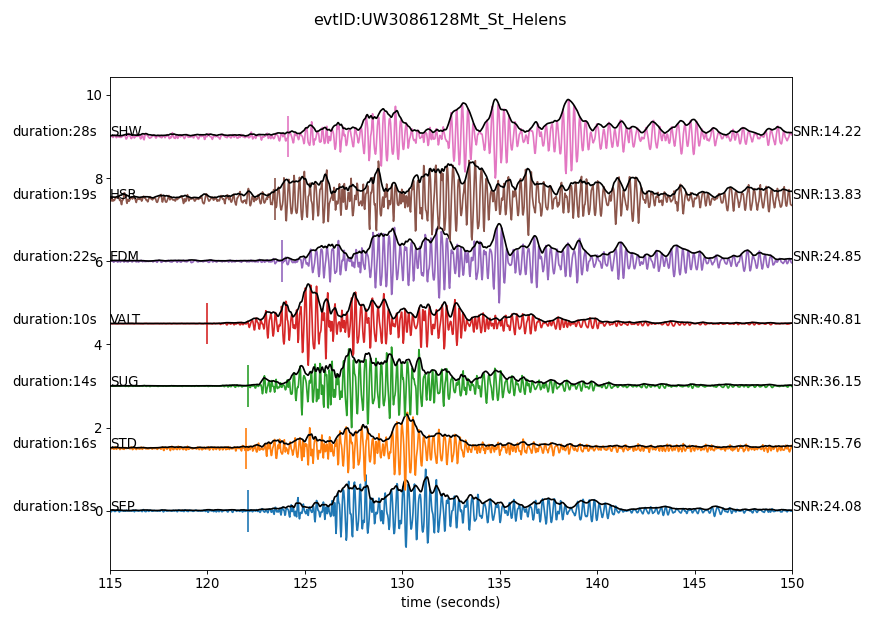 evtID:UW3086128Mt_St_Helens
10
duration:28s SHW SNR:14.22
8
duration:19s HSR SNR:13.83
duration:22s EDM SNR:24.85
6
duration:10s VALT SNR:40.81
4
duration:14s SUG SNR:36.15
2
duration:16s STD SNR:15.76
duration:18s SEP SNR:24.08
0
115 120 125 130 135 140 145 150
time (seconds)